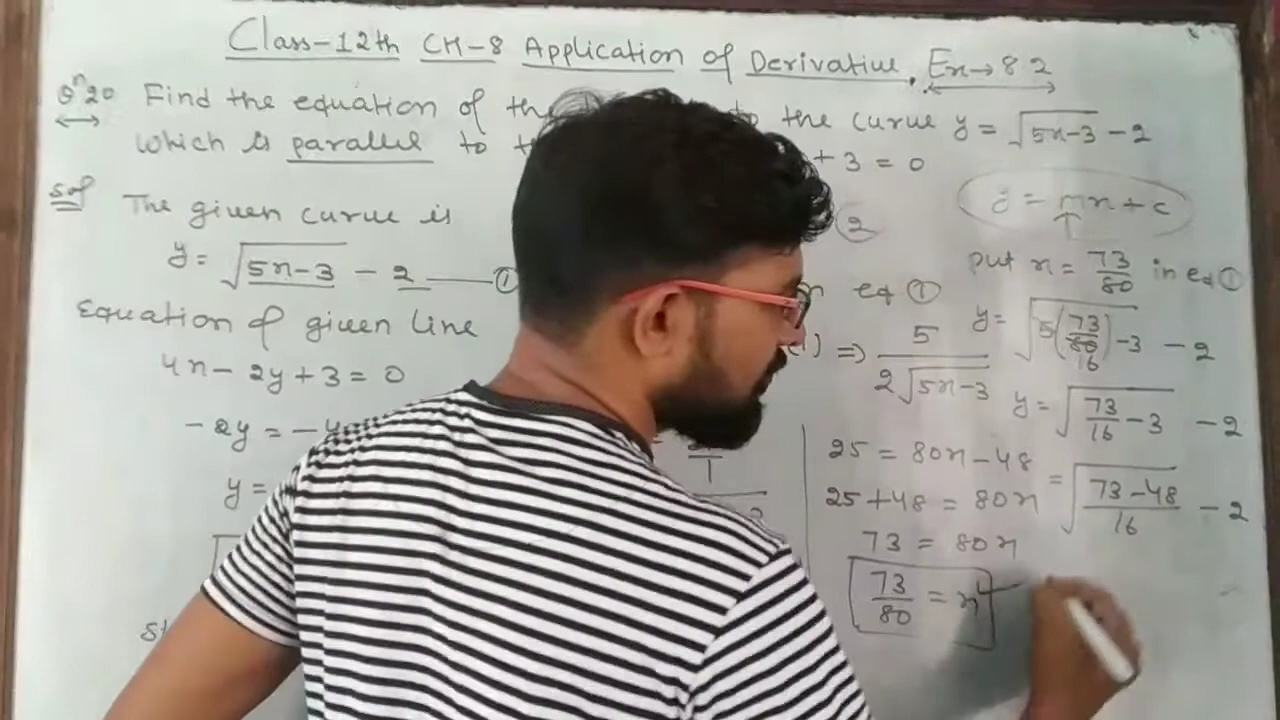 Class-12th CH-8 Application of Derivative, Ex→8.2
Qⁿ20 Find the equation of the to the curve y = √(5x-3) - 2
which is parallel to + 3 = 0
Sol The given curve is
y = √(5x-3) - 2 —— ①
Equation of given line
4x - 2y + 3 = 0
-2y = -4
y =
②
eq ①
⇒ 5/(2√(5x-3))
25 = 80x - 48
25 + 48 = 80x
73 = 80x
73/80 = x
y = mx + c
put x = 73/80 in eq ①
y = √(5(73/80)-3) - 2
16
y = √(73/16 - 3) - 2
= √((73-48)/16) - 2